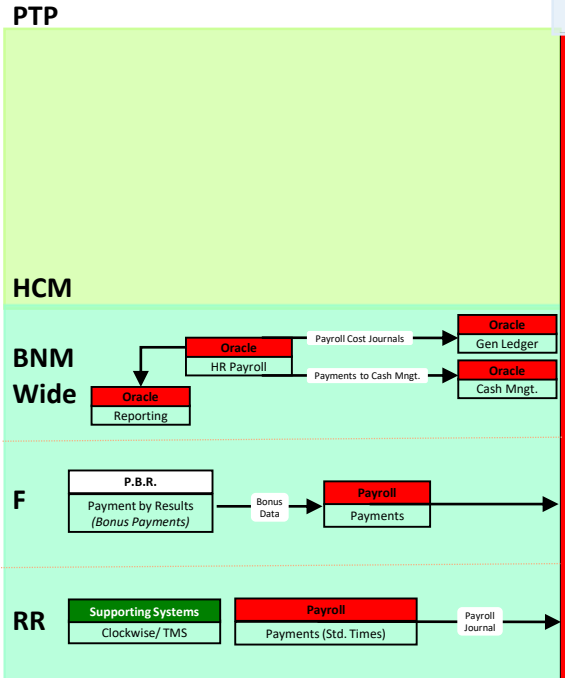 PTP
HCM
BNM
Wide
Oracle
HR Payroll
Payroll Cost Journals
Oracle
Gen Ledger
Payments to Cash Mngt.
Oracle
Cash Mngt.
Oracle
Reporting
F
P.B.R.
Payment by Results
(Bonus Payments)
Bonus
Data
Payroll
Payments
RR
Supporting Systems
Clockwise/ TMS
Payroll
Payments (Std. Times)
Payroll
Journal